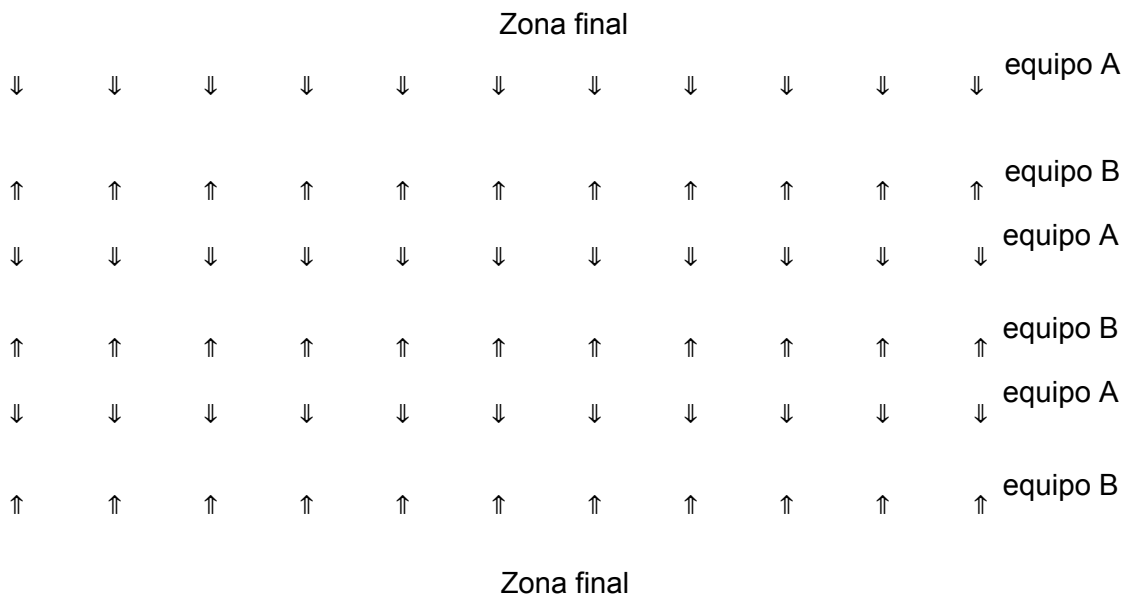 Zona final
⇓ ⇓ ⇓ ⇓ ⇓ ⇓ ⇓ ⇓ ⇓ ⇓ ⇓ equipo A
⇑ ⇑ ⇑ ⇑ ⇑ ⇑ ⇑ ⇑ ⇑ ⇑ ⇑ equipo B
⇓ ⇓ ⇓ ⇓ ⇓ ⇓ ⇓ ⇓ ⇓ ⇓ ⇓ equipo A
⇑ ⇑ ⇑ ⇑ ⇑ ⇑ ⇑ ⇑ ⇑ ⇑ ⇑ equipo B
⇓ ⇓ ⇓ ⇓ ⇓ ⇓ ⇓ ⇓ ⇓ ⇓ ⇓ equipo A
⇑ ⇑ ⇑ ⇑ ⇑ ⇑ ⇑ ⇑ ⇑ ⇑ ⇑ equipo B
Zona final